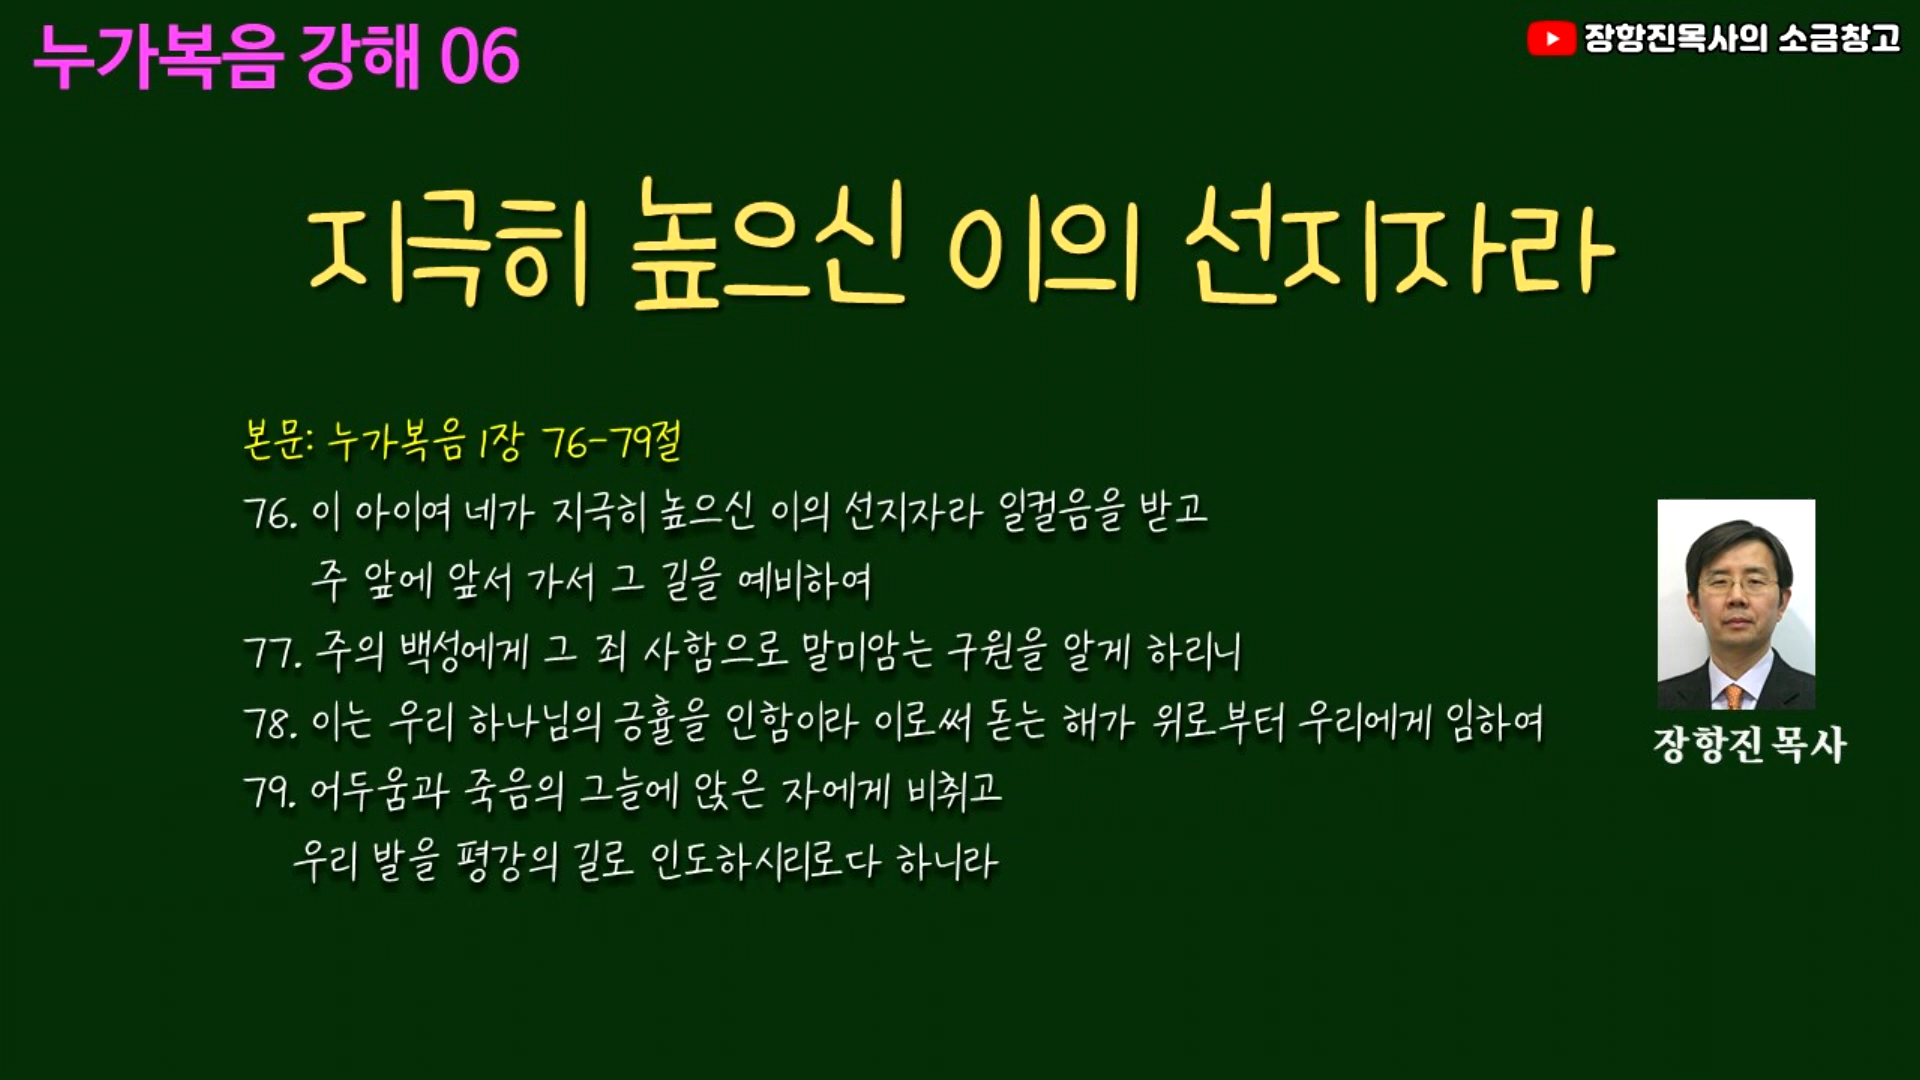 누가복음 강해 06
장항진목사의 소금창고
지극히 높으신 이의 선지자라
본문: 누가복음 1장 76-79절
76. 이 아이여 네가 지극히 높으신 이의 선지자라 일컬음을 받고
주 앞에 앞서 가서 그 길을 예비하여
77. 주의 백성에게 그 죄 사함으로 말미암는 구원을 알게 하리니
78. 이는 우리 하나님의 긍휼을 인함이라 이로써 돋는 해가 위로부터 우리에게 임하여
79. 어두움과 죽음의 그늘에 앉은 자에게 비취고
우리 발을 평강의 길로 인도하시리로다 하니라
장항진 목사